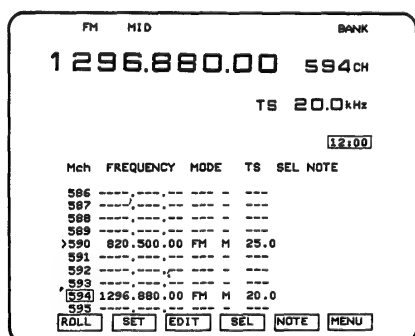 FM MID BANK
1296.880.00 594CH
TS 20.0kHz
12:00
Mch FREQUENCY MODE TS SEL NOTE
586 ----.---.-- -- - ---
587 ----.---.-- -- - ---
588 ----.---.-- -- - ---
589 ----.---.-- -- - ---
>590 820.500.00 FM M 25.0
591 ----.---.-- -- - ---
592 ----.---.-- -- - ---
593 ----.---.-- -- - ---
594 1296.880.00 FM M 20.0
595 ----.---.-- -- - ---
ROLL SET EDIT SEL NOTE MENU